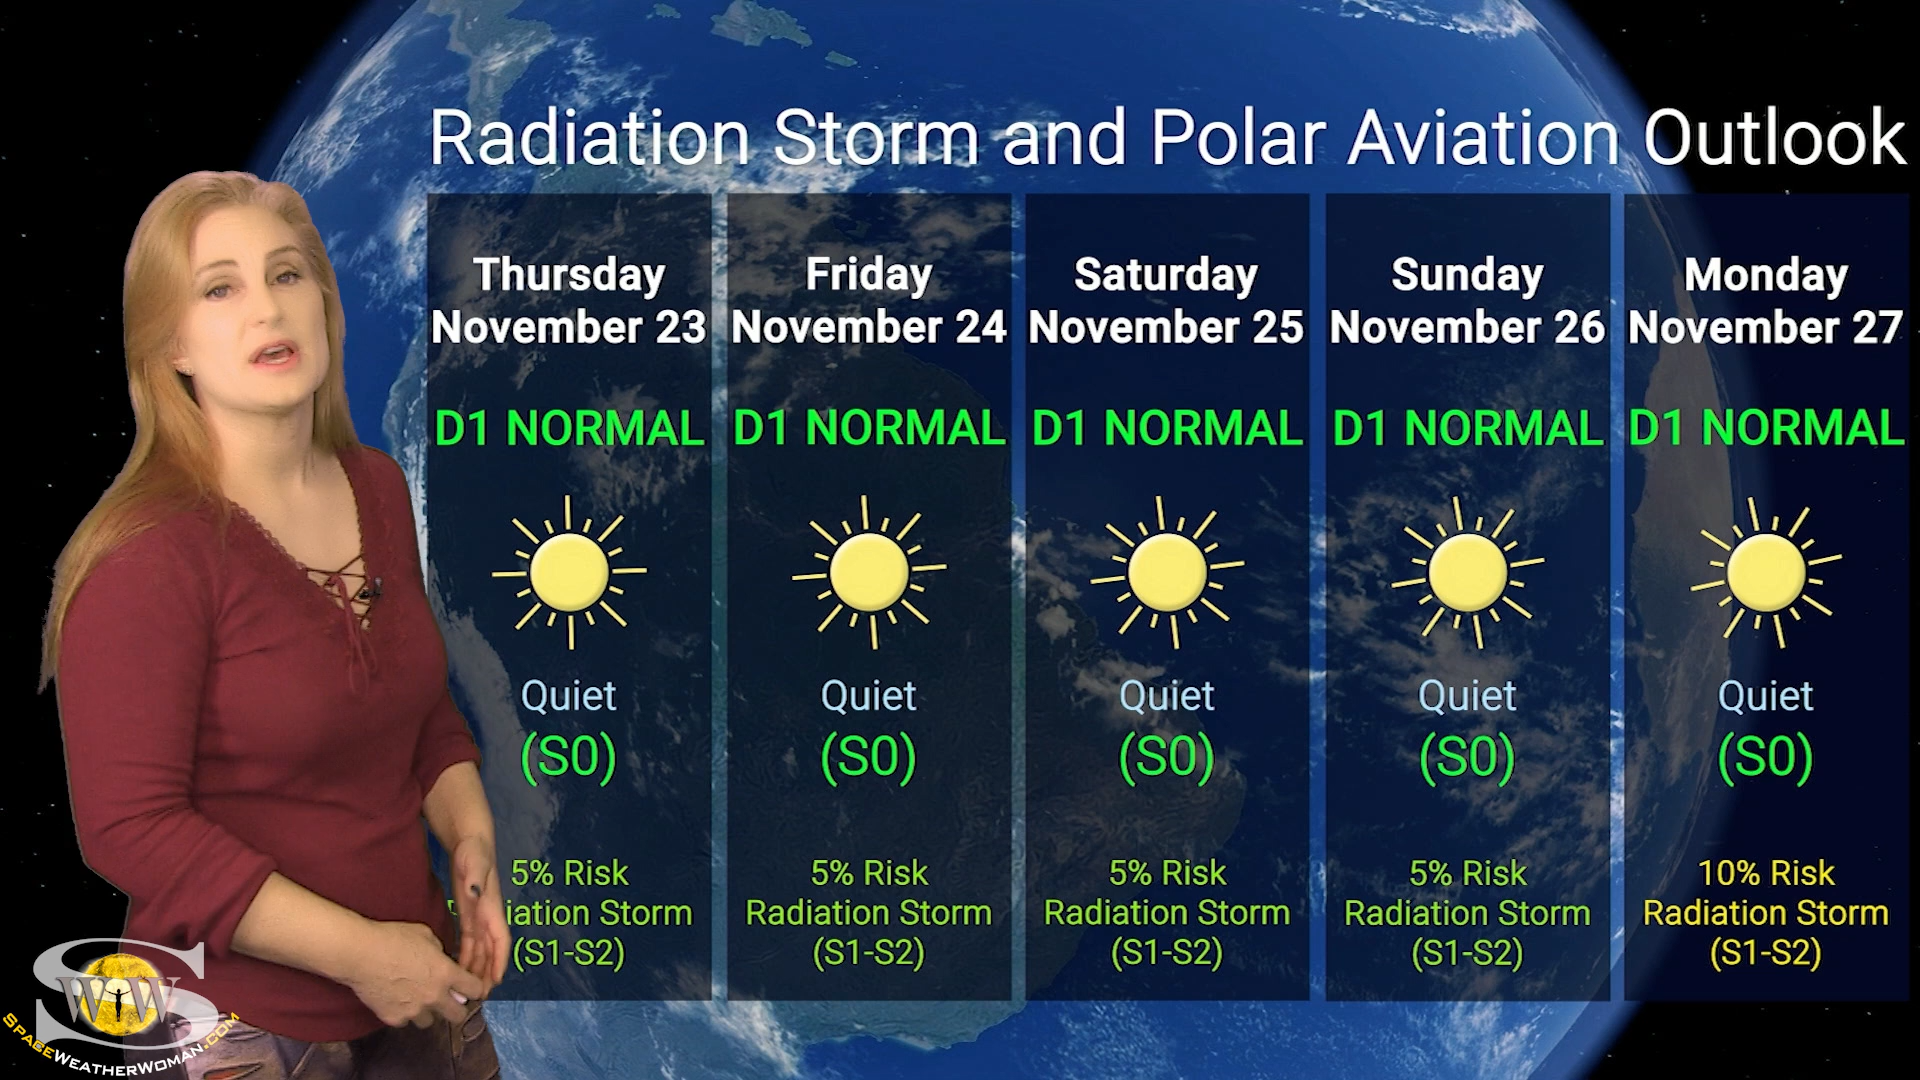 Radiation Storm and Polar Aviation Outlook
Thursday
November 23
D1 NORMAL
Quiet
(S0)
5% Risk
iation Storm
(S1-S2)
Friday
November 24
D1 NORMAL
Quiet
(S0)
5% Risk
Radiation Storm
(S1-S2)
Saturday
November 25
D1 NORMAL
Quiet
(S0)
5% Risk
Radiation Storm
(S1-S2)
Sunday
November 26
D1 NORMAL
Quiet
(S0)
5% Risk
Radiation Storm
(S1-S2)
Monday
November 27
D1 NORMAL
Quiet
(S0)
10% Risk
Radiation Storm
(S1-S2)
SWW
SPACEWEATHERWOMAN.COM